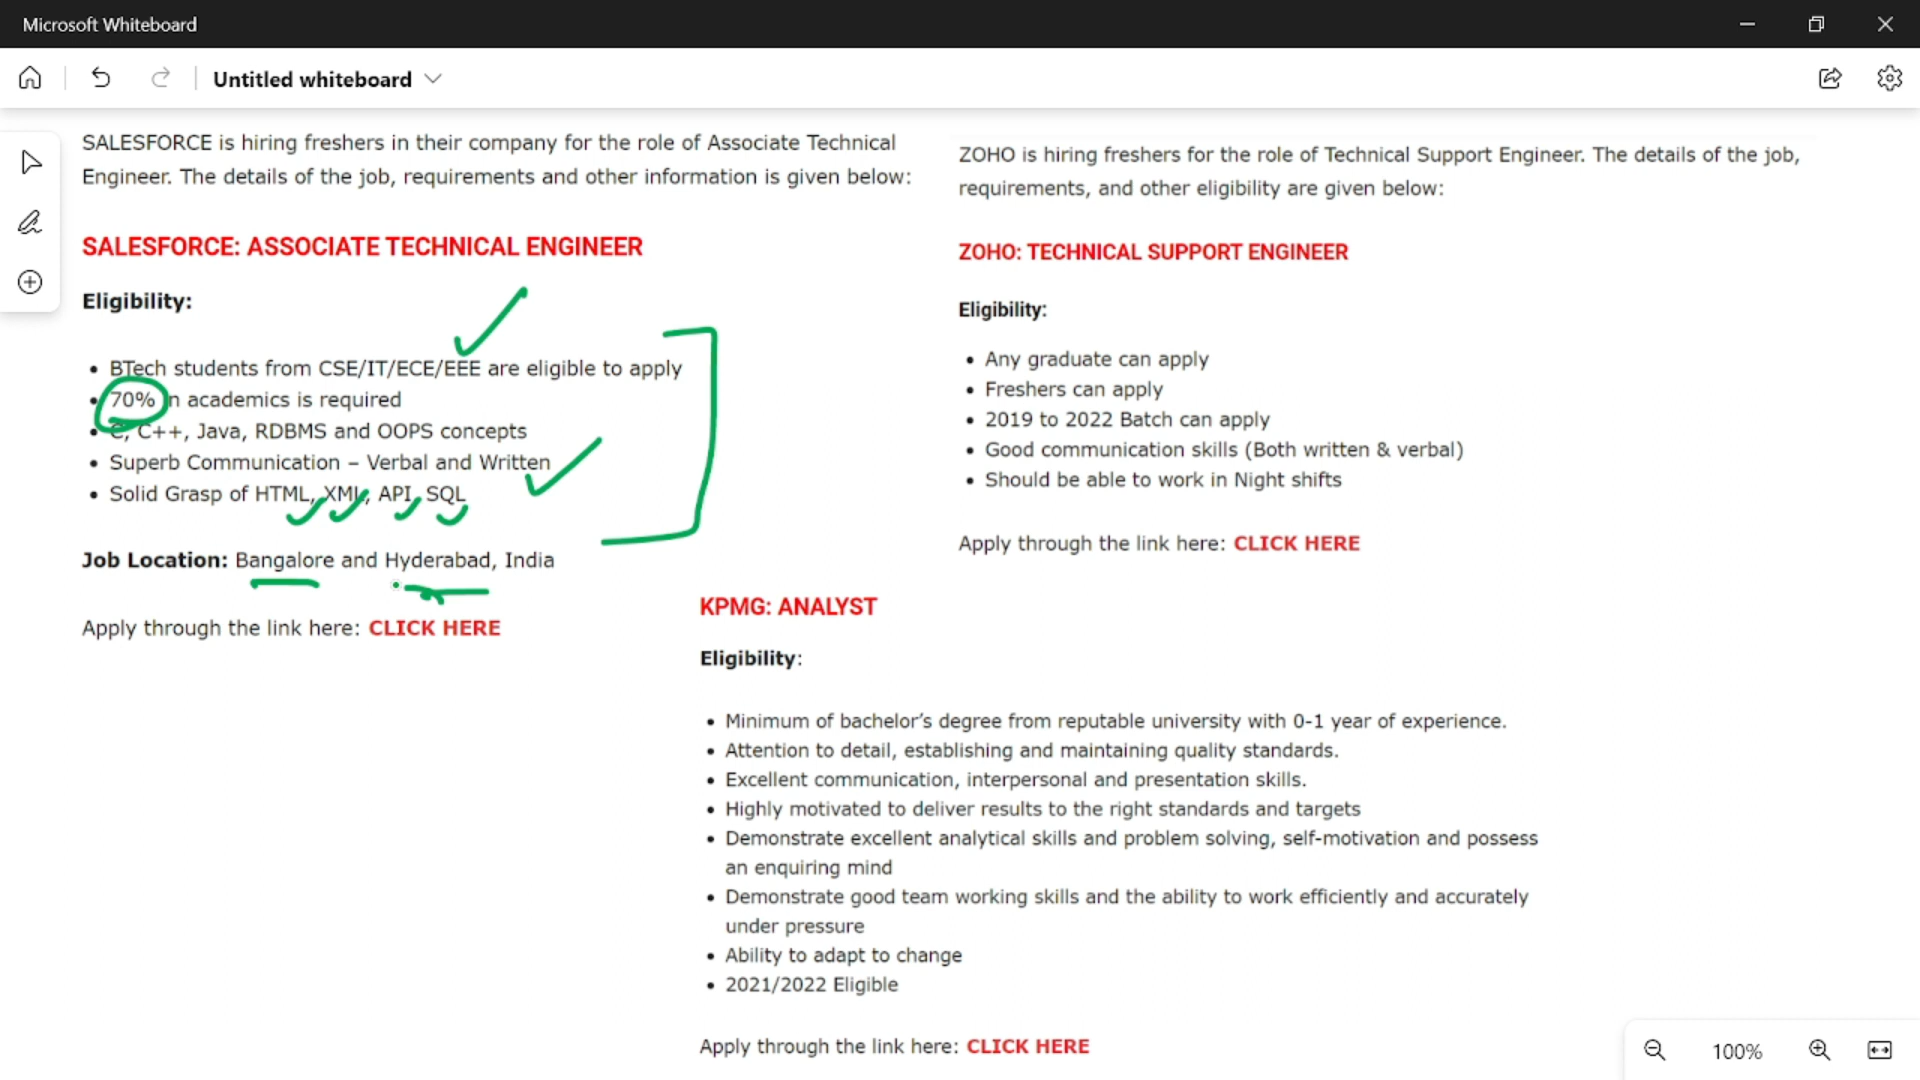 Microsoft Whiteboard
Untitled whiteboard
SALESFORCE is hiring freshers in their company for the role of Associate Technical
Engineer. The details of the job, requirements and other information is given below:
SALESFORCE: ASSOCIATE TECHNICAL ENGINEER
Eligibility:
• BTech students from CSE/IT/ECE/EEE are eligible to apply
• 70% in academics is required
• C, C++, Java, RDBMS and OOPS concepts
• Superb Communication – Verbal and Written
• Solid Grasp of HTML, XML, API, SQL
Job Location: Bangalore and Hyderabad, India
Apply through the link here: CLICK HERE
ZOHO is hiring freshers for the role of Technical Support Engineer. The details of the job,
requirements, and other eligibility are given below:
ZOHO: TECHNICAL SUPPORT ENGINEER
Eligibility:
• Any graduate can apply
• Freshers can apply
• 2019 to 2022 Batch can apply
• Good communication skills (Both written & verbal)
• Should be able to work in Night shifts
Apply through the link here: CLICK HERE
KPMG: ANALYST
Eligibility:
• Minimum of bachelor’s degree from reputable university with 0-1 year of experience.
• Attention to detail, establishing and maintaining quality standards.
• Excellent communication, interpersonal and presentation skills.
• Highly motivated to deliver results to the right standards and targets
• Demonstrate excellent analytical skills and problem solving, self-motivation and possess
an enquiring mind
• Demonstrate good team working skills and the ability to work efficiently and accurately
under pressure
• Ability to adapt to change
• 2021/2022 Eligible
Apply through the link here: CLICK HERE
100%